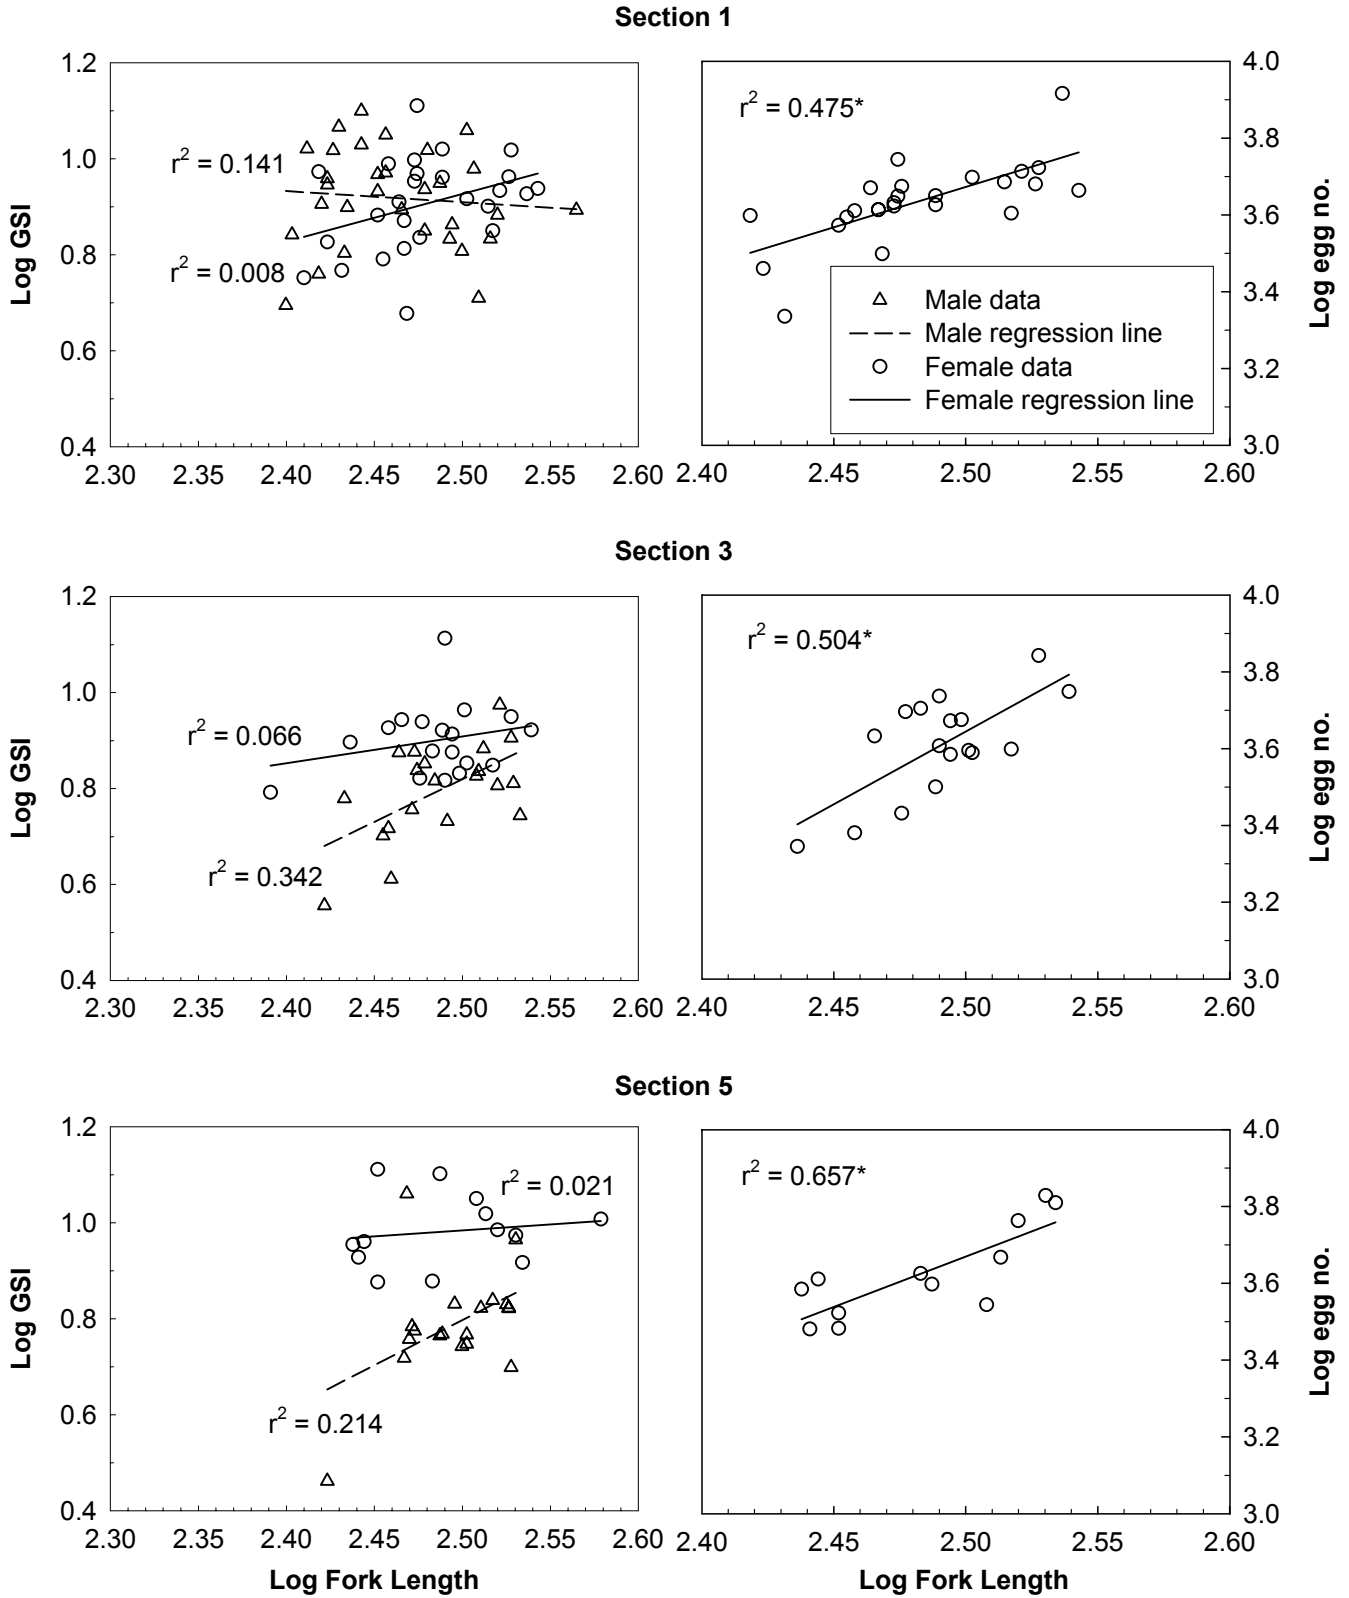 Section 1
1.2
1.0
0.8
0.6
0.4
Log GSI
r² = 0.141
r² = 0.008
2.30 2.35 2.40 2.45 2.50 2.55 2.60
r² = 0.475*
Male data
Male regression line
Female data
Female regression line
4.0
3.8
3.6
3.4
3.2
3.0
Log egg no.
2.40 2.45 2.50 2.55 2.60
Section 3
1.2
1.0
0.8
0.6
0.4
Log GSI
r² = 0.066
r² = 0.342
2.30 2.35 2.40 2.45 2.50 2.55 2.60
r² = 0.504*
4.0
3.8
3.6
3.4
3.2
3.0
Log egg no.
2.40 2.45 2.50 2.55 2.60
Section 5
1.2
1.0
0.8
0.6
0.4
Log GSI
r² = 0.021
r² = 0.214
2.30 2.35 2.40 2.45 2.50 2.55 2.60
Log Fork Length
r² = 0.657*
4.0
3.8
3.6
3.4
3.2
3.0
Log egg no.
2.40 2.45 2.50 2.55 2.60
Log Fork Length